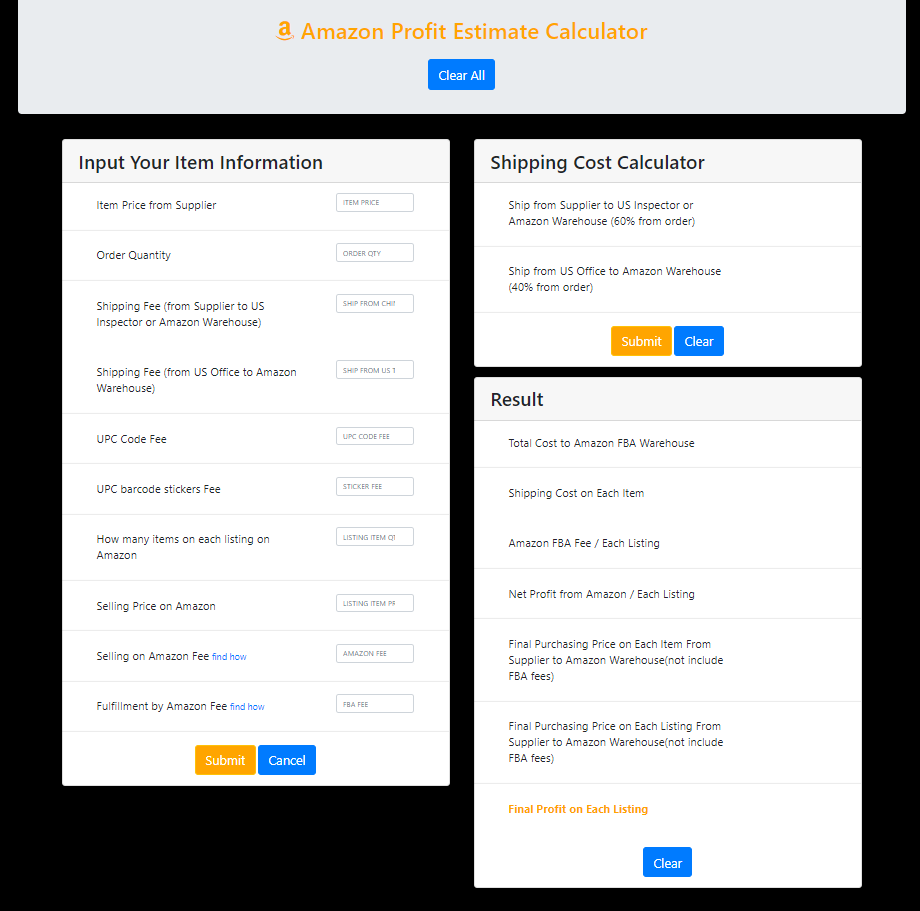 Amazon Profit Estimate Calculator
Clear All
Input Your Item Information
Item Price from Supplier
ITEM PRICE
Order Quantity
ORDER QTY
Shipping Fee (from Supplier to US
Inspector or Amazon Warehouse)
SHIP FROM CHI
Shipping Fee (from US Office to Amazon
Warehouse)
SHIP FROM US T
UPC Code Fee
UPC CODE FEE
UPC barcode stickers Fee
STICKER FEE
How many items on each listing on
Amazon
LISTING ITEM QT
Selling Price on Amazon
LISTING ITEM PR
Selling on Amazon Fee find how
AMAZON FEE
Fulfillment by Amazon Fee find how
FBA FEE
Submit
Cancel
Shipping Cost Calculator
Ship from Supplier to US Inspector or
Amazon Warehouse (60% from order)
Ship from US Office to Amazon Warehouse
(40% from order)
Submit
Clear
Result
Total Cost to Amazon FBA Warehouse
Shipping Cost on Each Item
Amazon FBA Fee / Each Listing
Net Profit from Amazon / Each Listing
Final Purchasing Price on Each Item From
Supplier to Amazon Warehouse(not include
FBA fees)
Final Purchasing Price on Each Listing From
Supplier to Amazon Warehouse(not include
FBA fees)
Final Profit on Each Listing
Clear